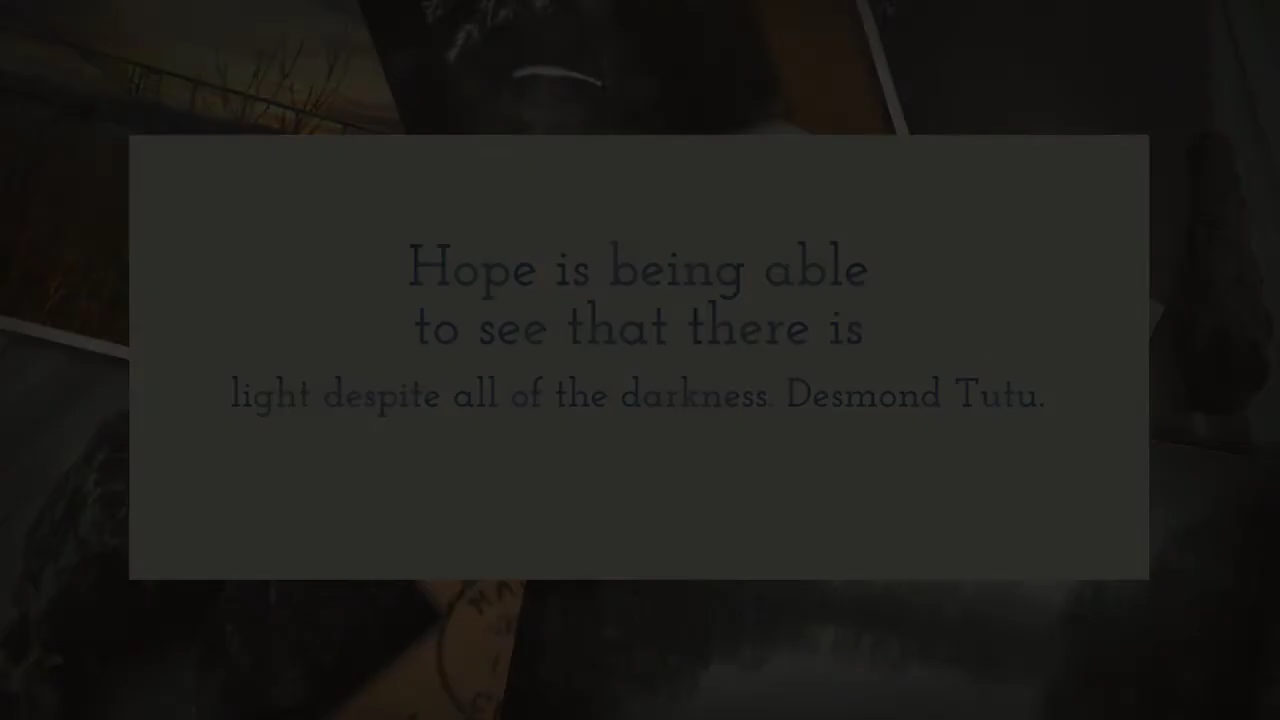 Hope is being able
to see that there is
light despite all of the darkness. Desmond Tutu.